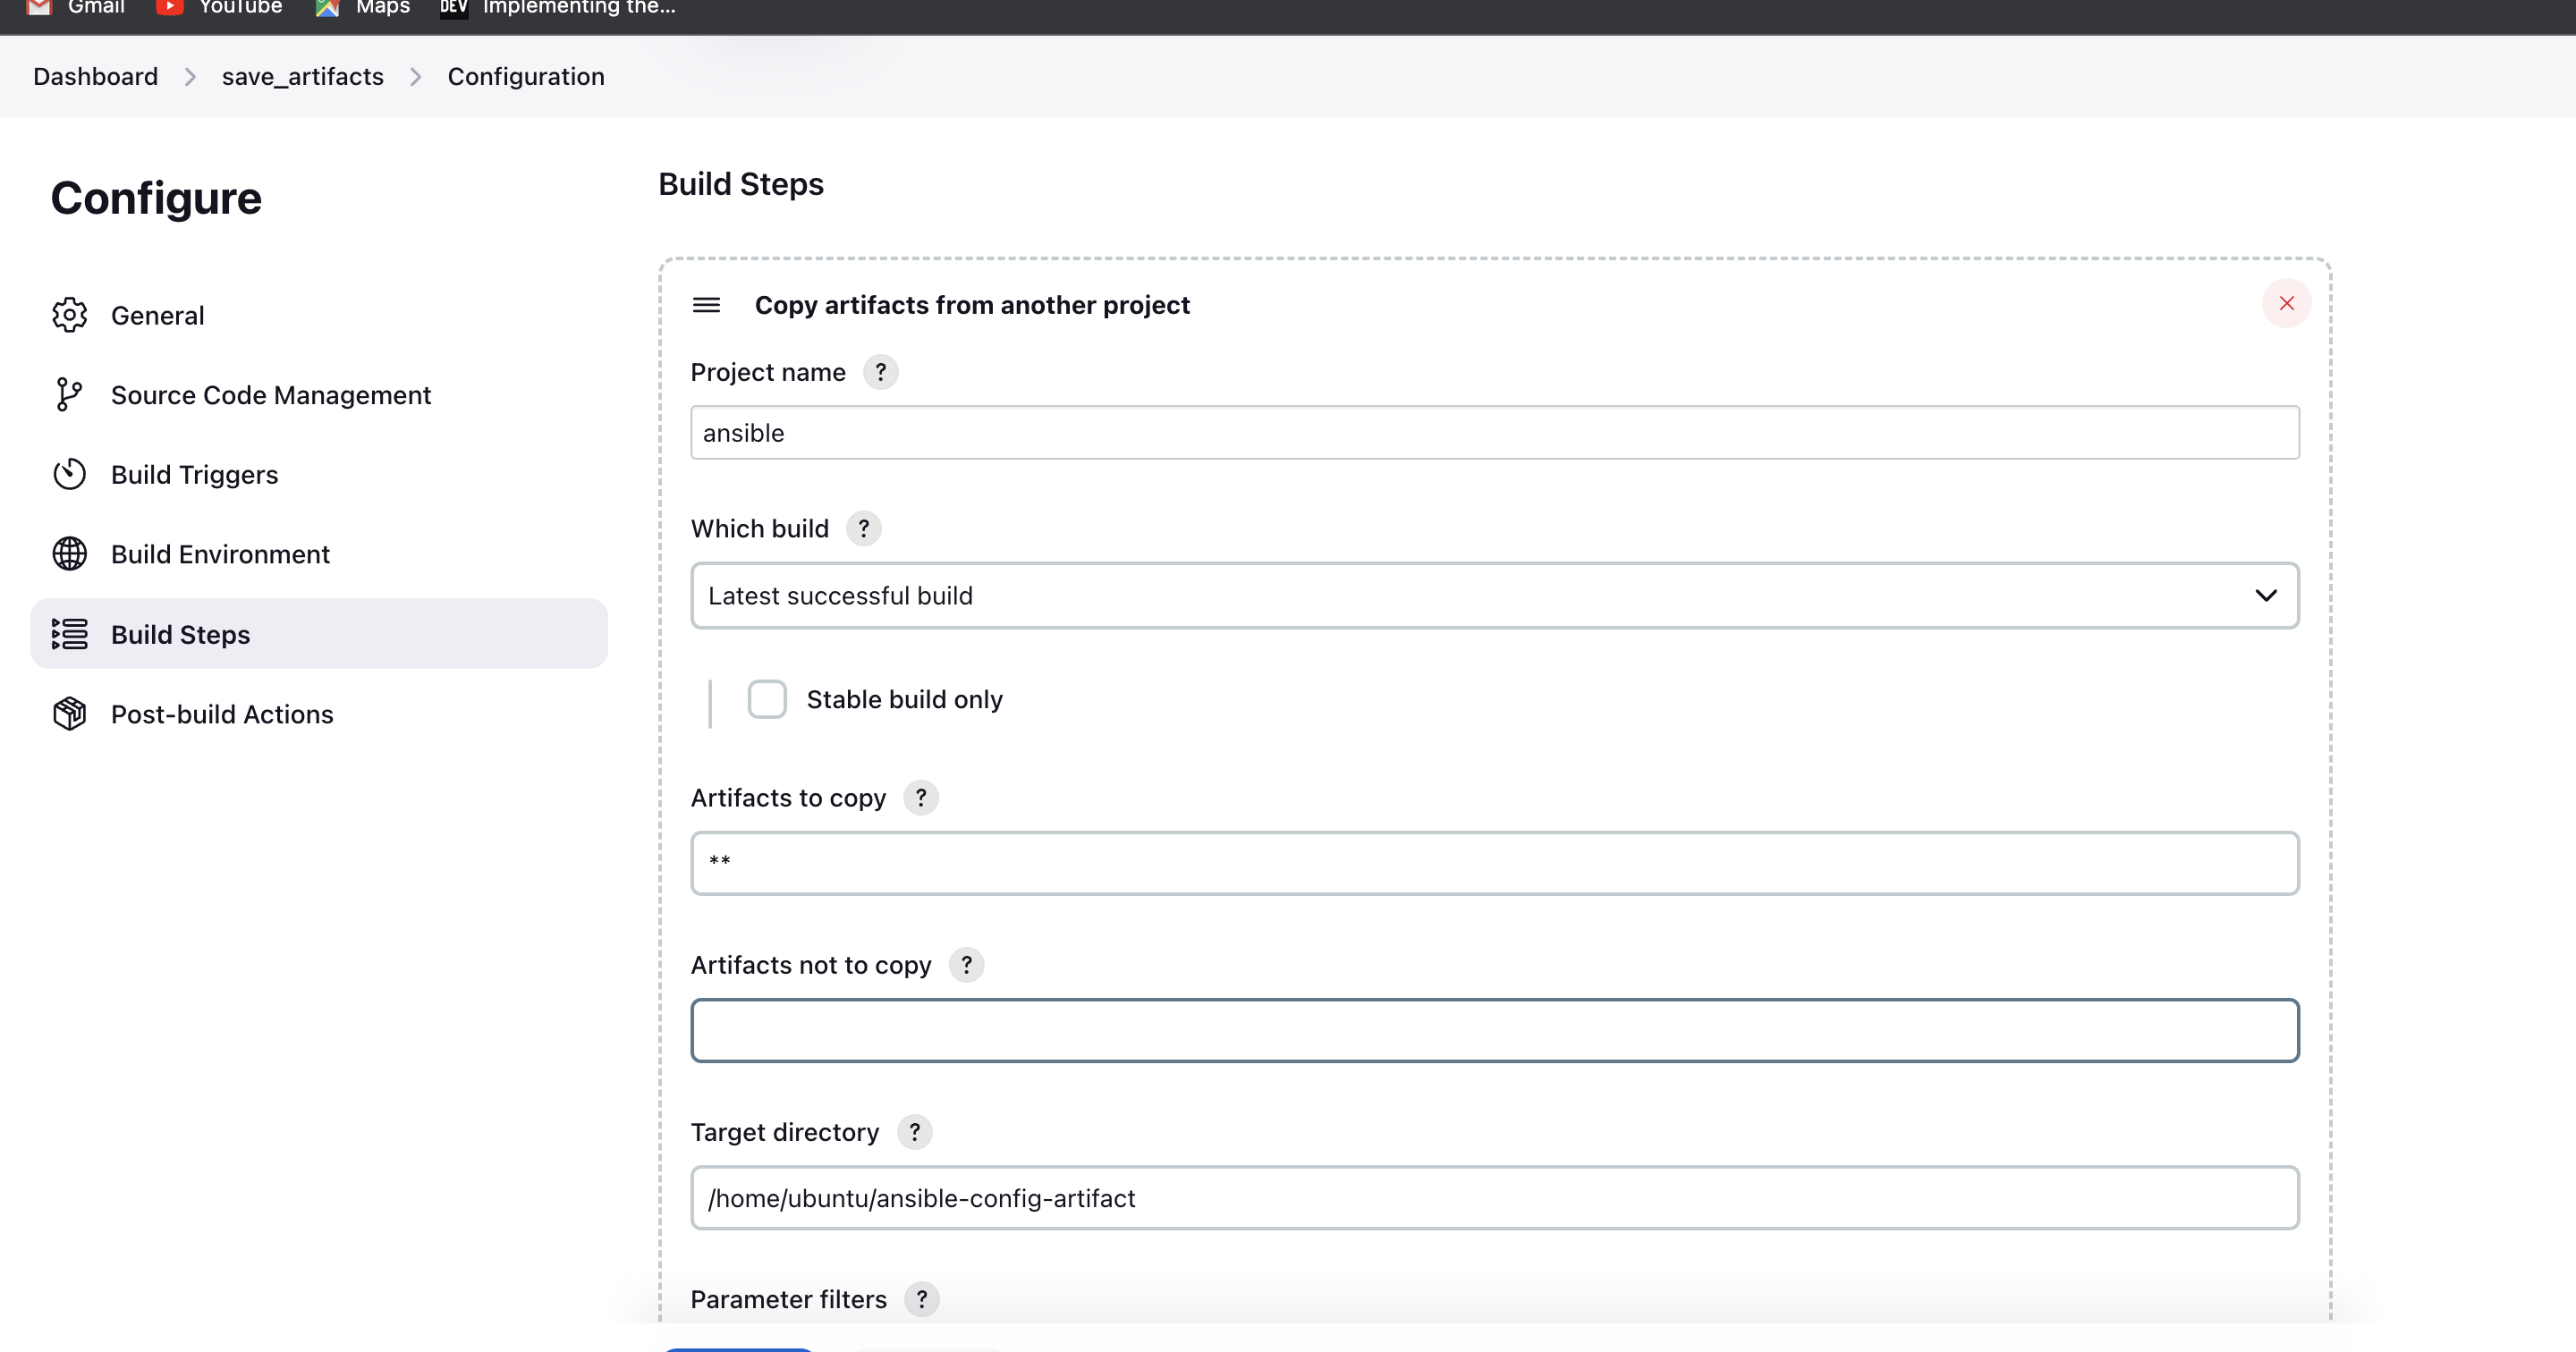 Gmail YouTube Maps DEV Implementing the...
Dashboard save_artifacts Configuration
Configure
General
Source Code Management
Build Triggers
Build Environment
Build Steps
Post-build Actions
Build Steps
Copy artifacts from another project
Project name ?
ansible
Which build ?
Latest successful build
Stable build only
Artifacts to copy ?
**
Artifacts not to copy ?
Target directory ?
/home/ubuntu/ansible-config-artifact
Parameter filters ?